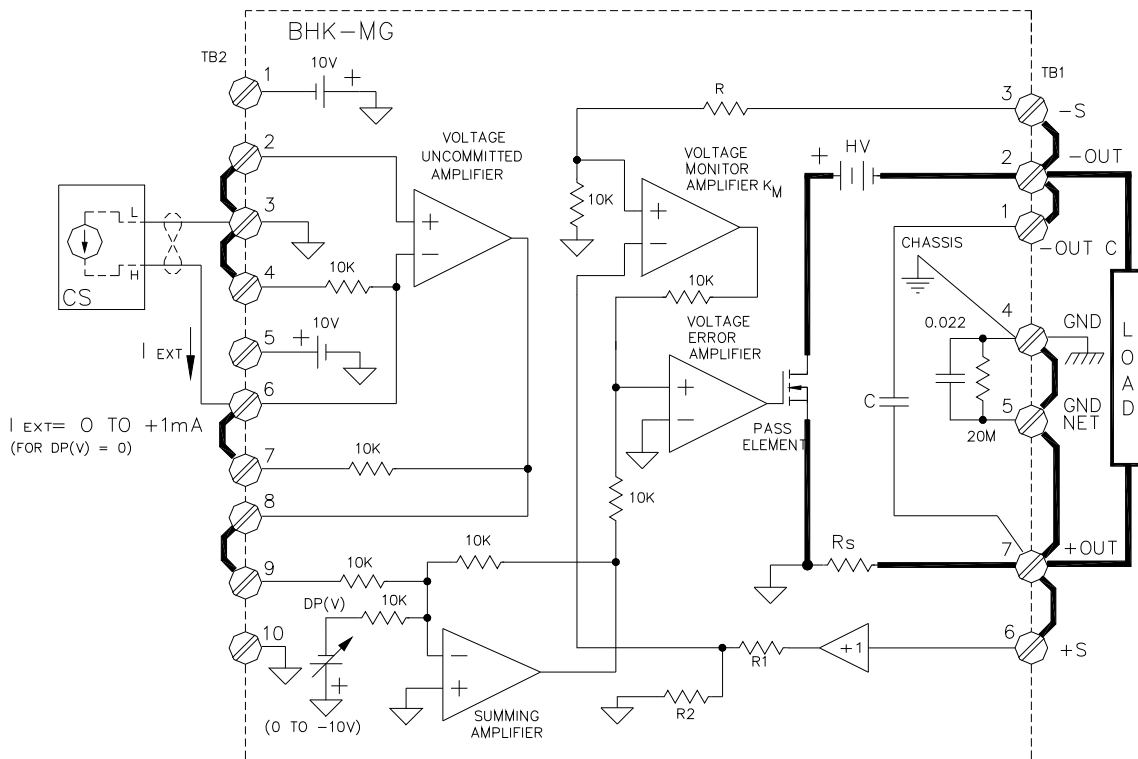 BHK-MG
TB2
TB1
1
10V
+
2
VOLTAGE
UNCOMMITTED
AMPLIFIER
R
3
-S
VOLTAGE
MONITOR
AMPLIFIER KM
+
HV
2
-OUT
3
+
−
10K
+
−
1
-OUT C
L
H
CS
4
10K
10K
CHASSIS
5
+
10V
VOLTAGE
ERROR
AMPLIFIER
0.022
4
GND
LOAD
I EXT
6
+
−
C
5
GND
NET
I EXT= 0 TO +1mA
(FOR DP(V) = 0)
20M
PASS
ELEMENT
7
10K
10K
8
10K
Rs
7
+OUT
9
10K
DP(V)
10K
10
−
+
+
(0 TO -10V)
SUMMING
AMPLIFIER
R1
+1
6
+S
R2